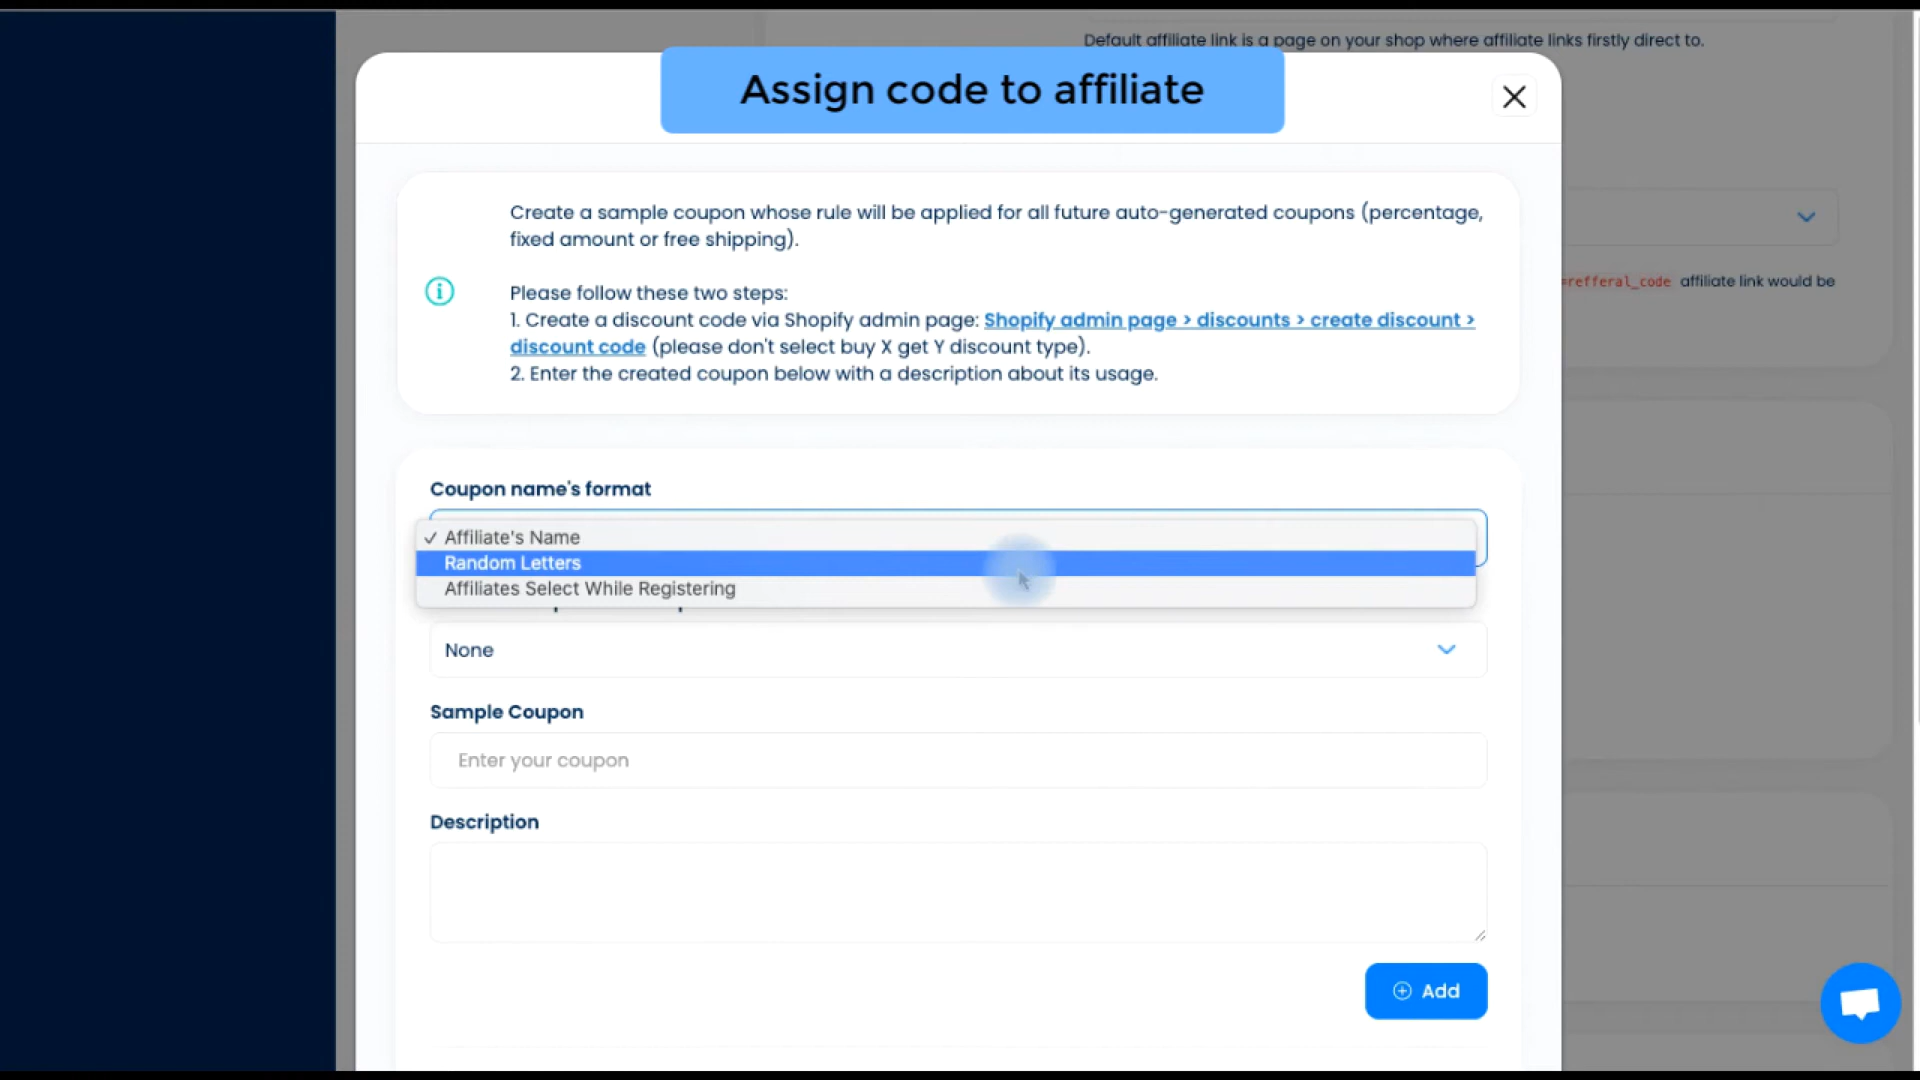 Default affiliate link is a page on your shop where affiliate links firstly direct to.
Assign code to affiliate
Create a sample coupon whose rule will be applied for all future auto-generated coupons (percentage,
fixed amount or free shipping).
=refferal_code affiliate link would be
Please follow these two steps:
1. Create a discount code via Shopify admin page: Shopify admin page > discounts > create discount >
discount code (please don't select buy X get Y discount type).
2. Enter the created coupon below with a description about its usage.
Coupon name's format
✓ Affiliate's Name
Random Letters
Affiliates Select While Registering
None
Sample Coupon
Enter your coupon
Description
Add